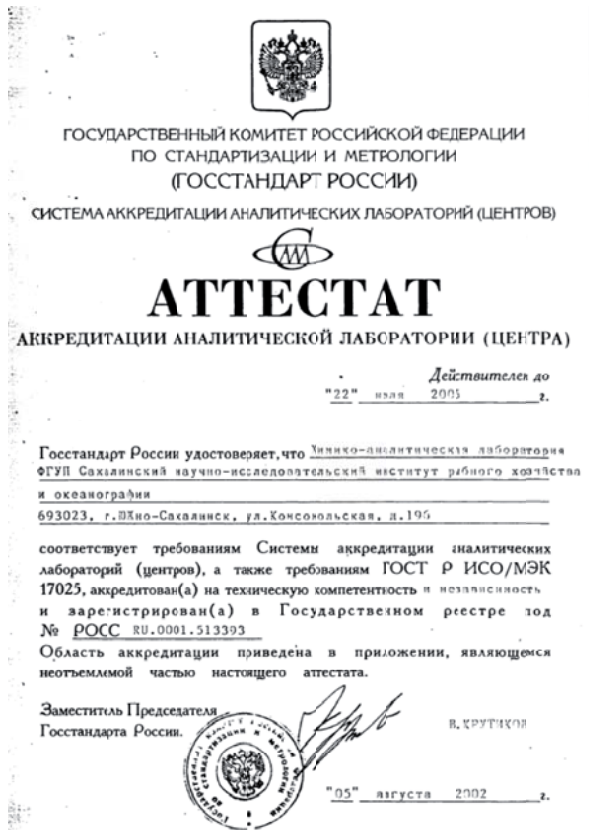 ГОСУДАРСТВЕННЫЙ КОМИТЕТ РОССИЙСКОЙ ФЕДЕРАЦИИ
ПО СТАНДАРТИЗАЦИИ И МЕТРОЛОГИИ
(ГОССТАНДАРТ РОССИИ)
СИСТЕМА АККРЕДИТАЦИИ АНАЛИТИЧЕСКИХ ЛАБОРАТОРИЙ (ЦЕНТРОВ)
АТТЕСТАТ
АККРЕДИТАЦИИ АНАЛИТИЧЕСКОЙ ЛАБОРАТОРИИ (ЦЕНТРА)
Действителен до
"22" июля 2005 г.
Госстандарт России удостоверяет, что Химико-аналитическая лаборатория
ФГУП Сахалинский научно-исследовательский институт рыбного хозяйства
и океанографии
693023, г.Южно-Сахалинск, ул.Комсомольская, д.196
соответствует требованиям Системы аккредитации аналитических
лабораторий (центров), а также требованиям ГОСТ Р ИСО/МЭК
17025, аккредитован(а) на техническую компетентность и независимость
и зарегистрирован(а) в Государственном реестре под
№ РОСС RU.0001.513393
Область аккредитации приведена в приложении, являющемся
неотъемлемой частью настоящего аттестата.
Заместитель Председателя
Госстандарта России.
В.КРУТИКОВ
"05" августа 2002 г.